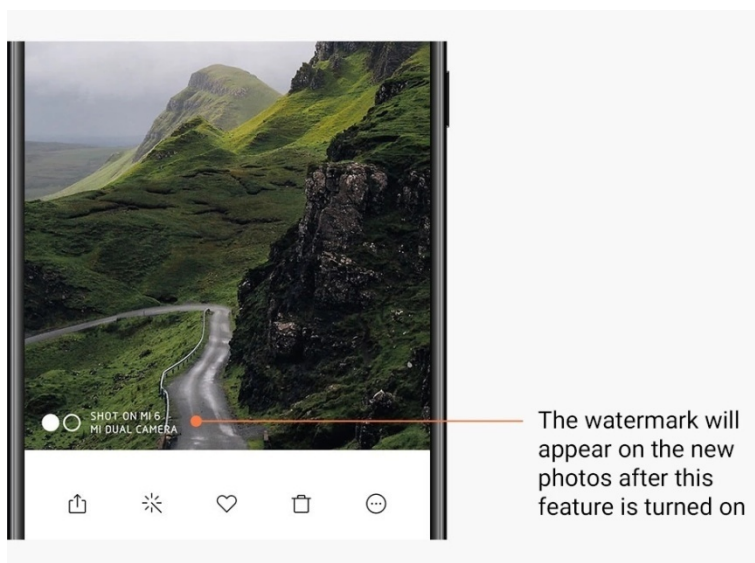 SHOT ON MI 6
MI DUAL CAMERA
The watermark will
appear on the new
photos after this
feature is turned on